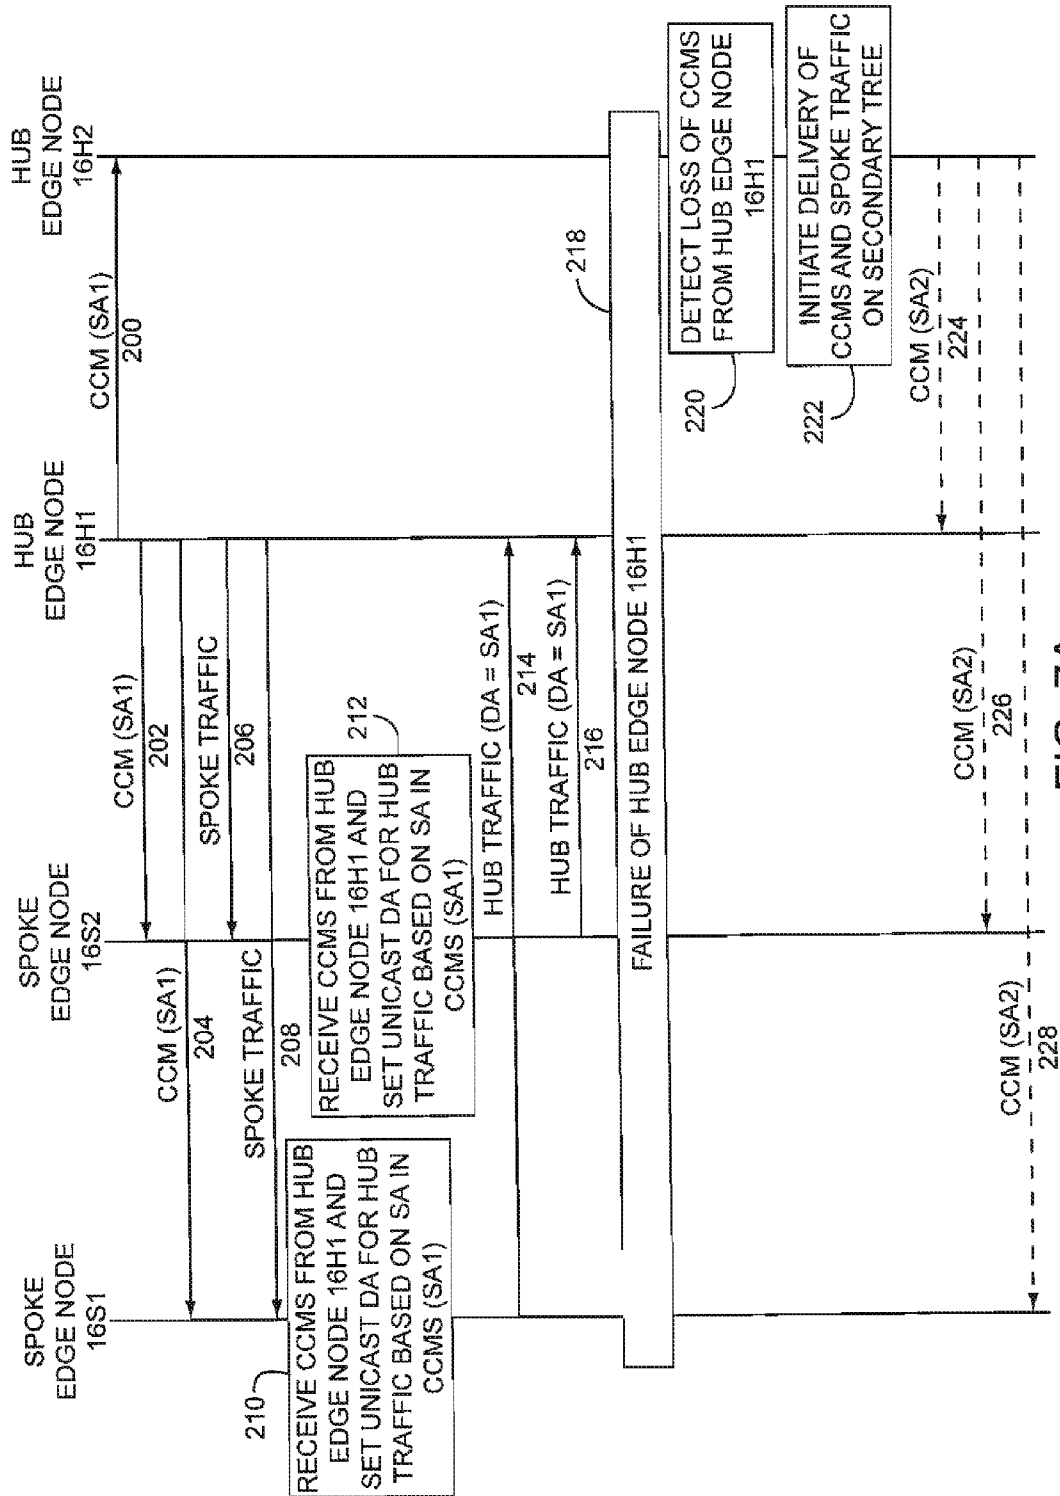 SPOKE
EDGE NODE
16S1
SPOKE
EDGE NODE
16S2
HUB
EDGE NODE
16H1
HUB
EDGE NODE
16H2
CCM (SA1)
200
CCM (SA1)
202
CCM (SA1)
204
SPOKE TRAFFIC
206
SPOKE TRAFFIC
208
210
RECEIVE CCMS FROM HUB
EDGE NODE 16H1 AND
SET UNICAST DA FOR HUB
TRAFFIC BASED ON SA IN
CCMS (SA1)
212
RECEIVE CCMS FROM HUB
EDGE NODE 16H1 AND
SET UNICAST DA FOR HUB
TRAFFIC BASED ON SA IN
CCMS (SA1)
HUB TRAFFIC (DA = SA1)
214
HUB TRAFFIC (DA = SA1)
216
218
FAILURE OF HUB EDGE NODE 16H1
220
DETECT LOSS OF CCMS
FROM HUB EDGE NODE
16H1
222
INITIATE DELIVERY OF
CCMS AND SPOKE TRAFFIC
ON SECONDARY TREE
CCM (SA2)
224
CCM (SA2)
226
CCM (SA2)
228